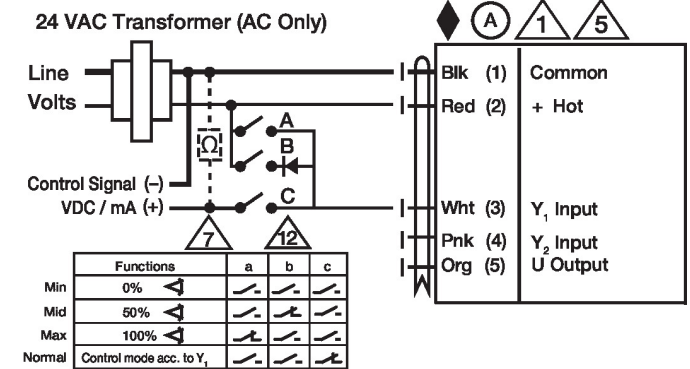 24 VAC Transformer (AC Only)
A 1 5
Line
Volts
Blk (1) Common
Red (2) + Hot
A
B
Ω
C
Control Signal (–)
VDC / mA (+)
Wht (3) Y₁ Input
Pnk (4) Y₂ Input
Org (5) U Output
7 12
Functions a b c
Min 0%
Mid 50%
Max 100%
Normal Control mode acc. to Y₁